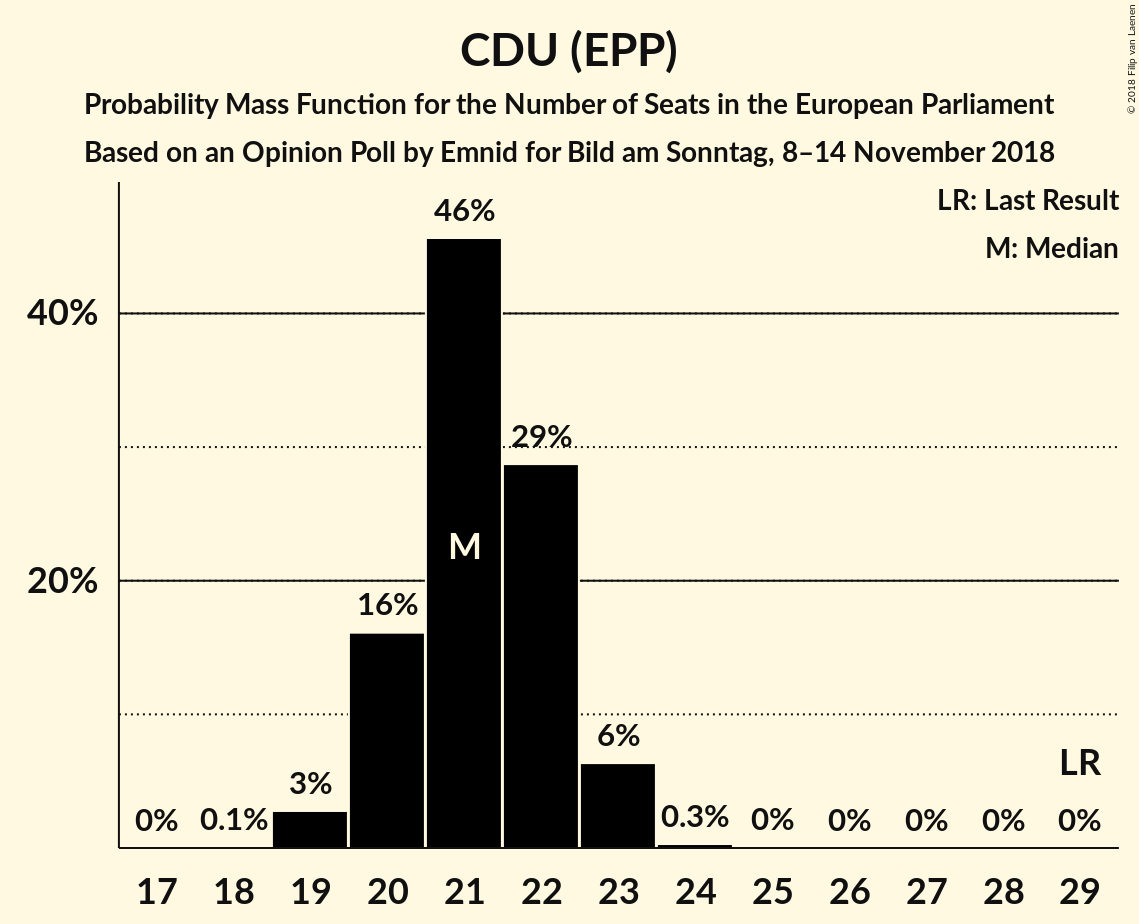 CDU (EPP)
Probability Mass Function for the Number of Seats in the European Parliament
Based on an Opinion Poll by Emnid for Bild am Sonntag, 8–14 November 2018
© 2018 Filip van Laenen
LR: Last Result
M: Median
46%
40%
29%
M
20%
16%
6%
LR
3%
0% 0.1% 0.3% 0% 0% 0% 0% 0%
17 18 19 20 21 22 23 24 25 26 27 28 29